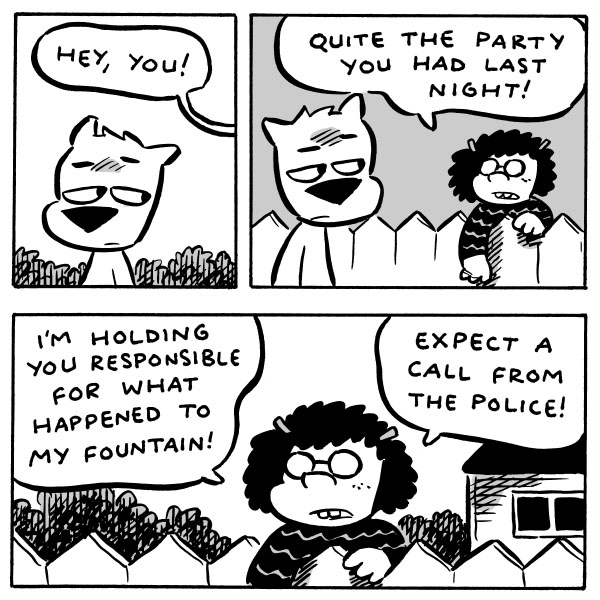 HEY, YOU!
QUITE THE PARTY
YOU HAD LAST
NIGHT!
I'M HOLDING
YOU RESPONSIBLE
FOR WHAT
HAPPENED TO
MY FOUNTAIN!
EXPECT A
CALL FROM
THE POLICE!